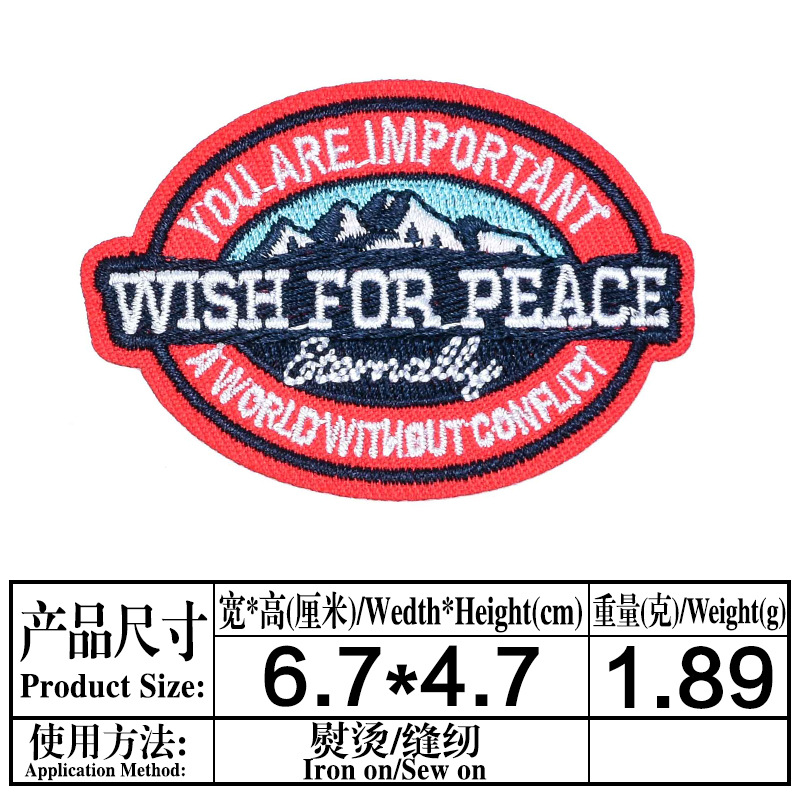 YOU ARE IMPORTANT
WISH FOR PEACE
Eternally
A WORLD WITHOUT CONFLICT
产品尺寸
Product Size:
宽*高(厘米)/Wedth*Height(cm)
重量(克)/Weight(g)
6.7*4.7
1.89
使用方法:
Application Method:
熨烫/缝纫
Iron on/Sew on